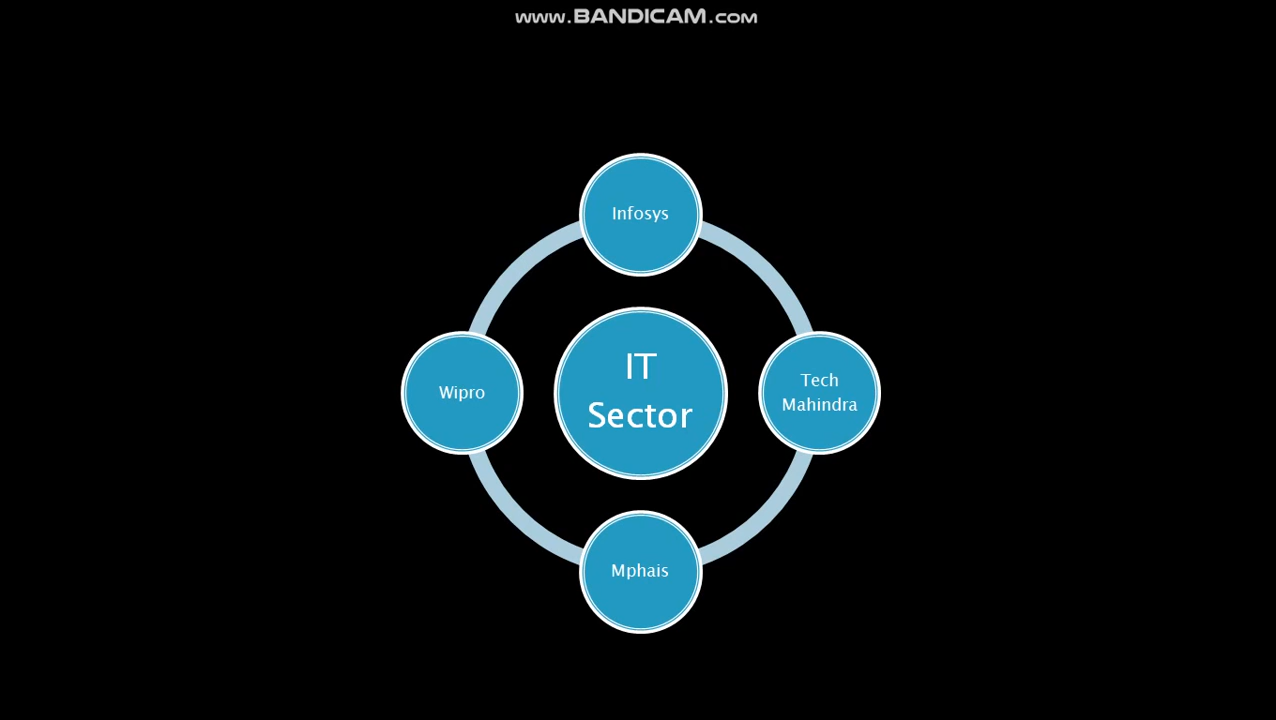 www.BANDICAM.com
Infosys
IT
Sector
Wipro
Tech
Mahindra
Mphais